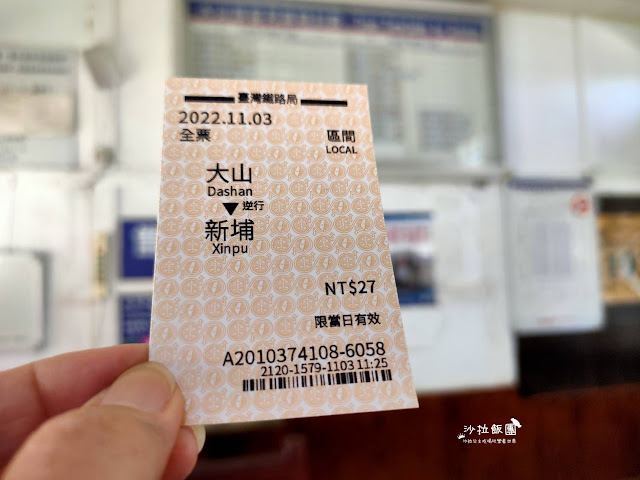 臺灣鐵路局
2022.11.03
全票
區間
LOCAL
大山
Dashan
逆行
新埔
Xinpu
NT$27
限當日有效
A2010374108-6058
2120-1579-1103 11:25
沙拉飯團